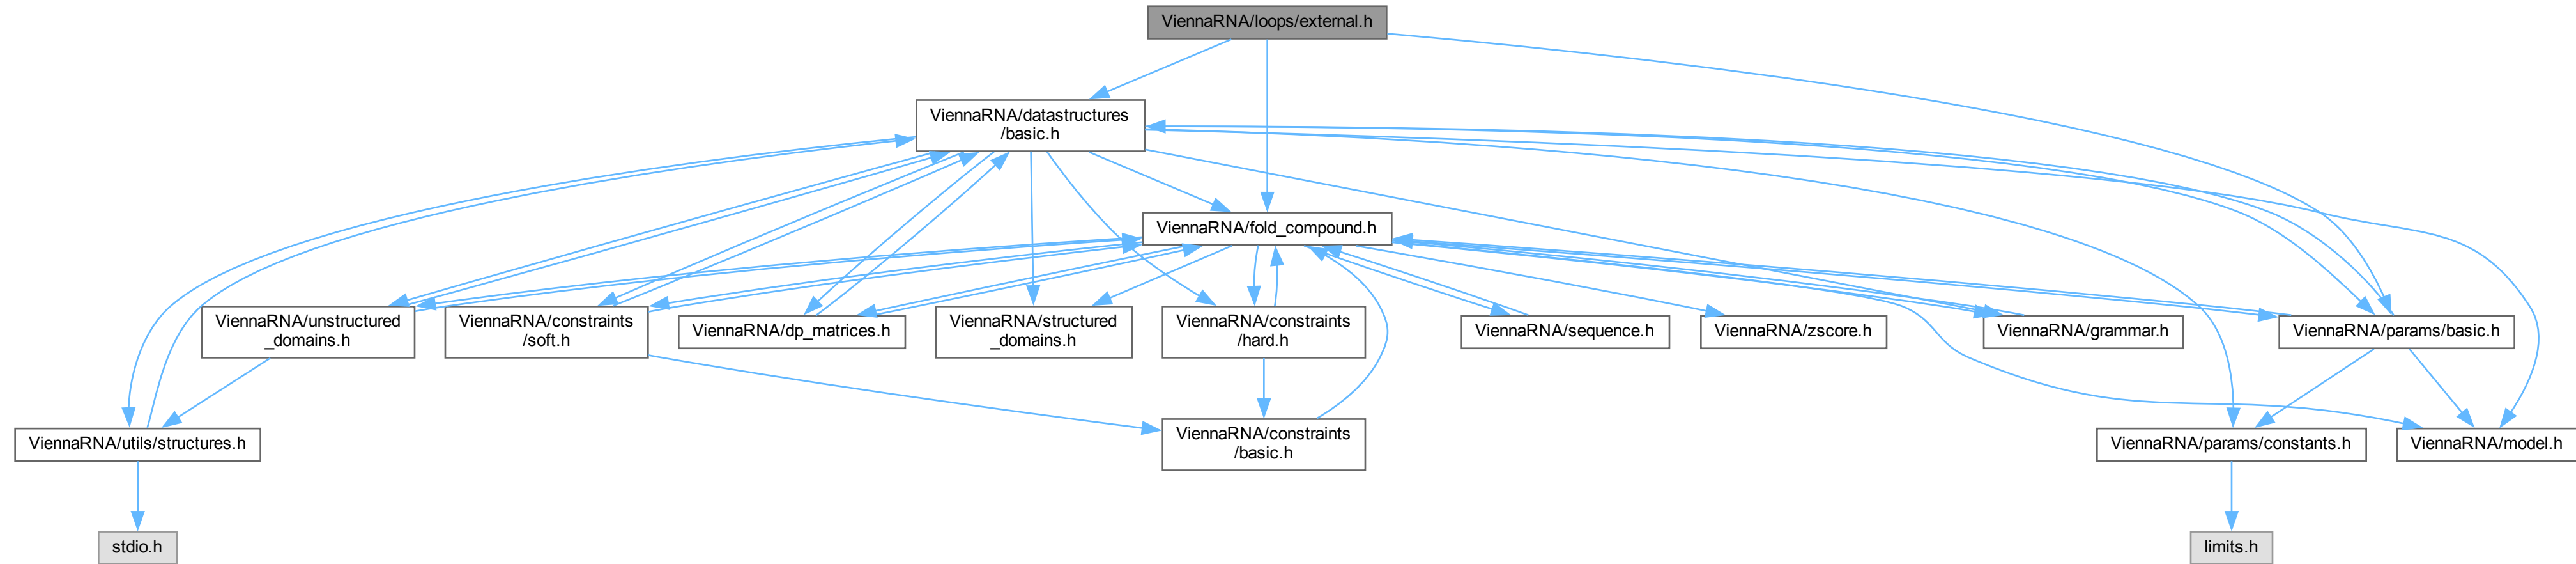 ViennaRNA/loops/external.h
ViennaRNA/datastructures
/basic.h
ViennaRNA/fold_compound.h
ViennaRNA/unstructured
_domains.h
ViennaRNA/constraints
/soft.h
ViennaRNA/dp_matrices.h
ViennaRNA/structured
_domains.h
ViennaRNA/constraints
/hard.h
ViennaRNA/sequence.h
ViennaRNA/zscore.h
ViennaRNA/grammar.h
ViennaRNA/params/basic.h
ViennaRNA/utils/structures.h
ViennaRNA/constraints
/basic.h
ViennaRNA/params/constants.h
ViennaRNA/model.h
stdio.h
limits.h